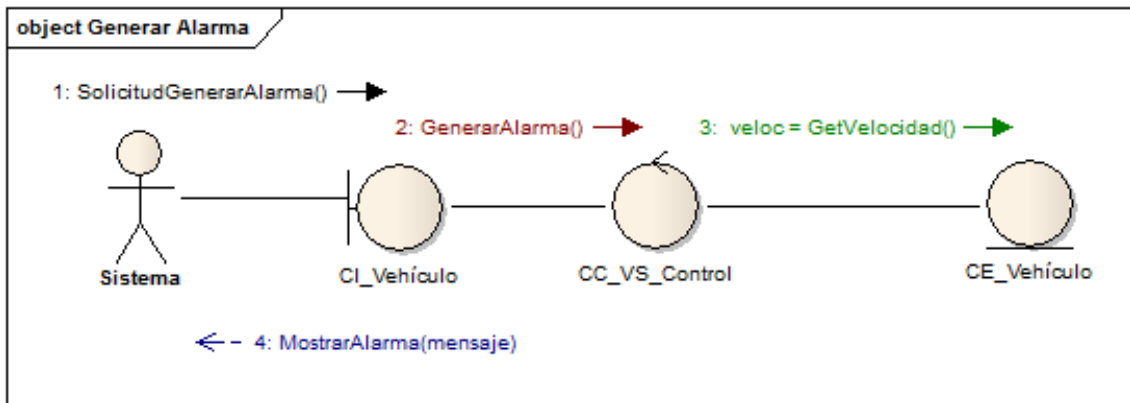 object Generar Alarma
1: SolicitudGenerarAlarma()
2: GenerarAlarma()
3: veloc = GetVelocidad()
Sistema
CI_Vehículo
CC_VS_Control
CE_Vehículo
4: MostrarAlarma(mensaje)